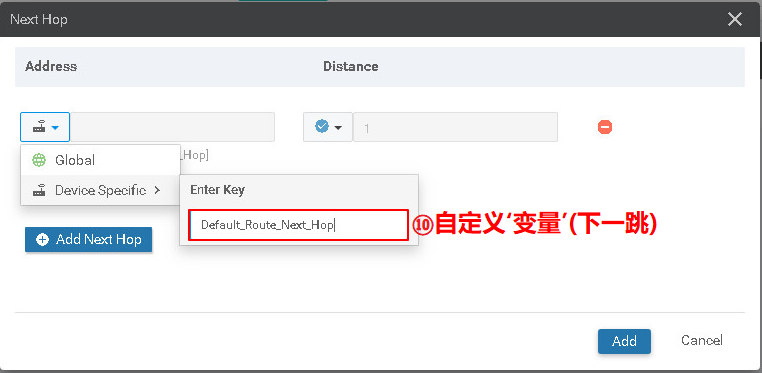 Next Hop
Address Distance
1
_Hop]
Global
Device Specific
Enter Key
Default_Route_Next_Hop
⑩自定义‘变量’(下一跳)
Add Next Hop
Add Cancel